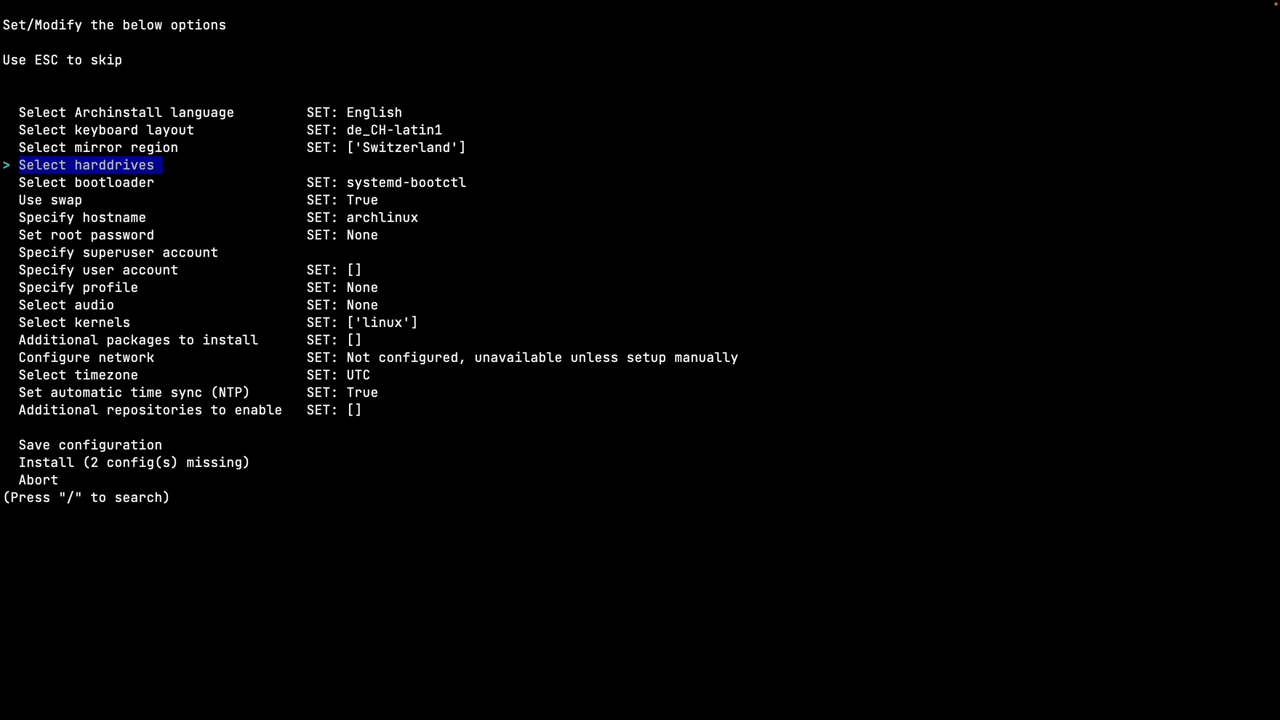 Set/Modify the below options
Use ESC to skip
Select Archinstall language SET: English
Select keyboard layout SET: de_CH-latin1
Select mirror region SET: ['Switzerland']
> Select harddrives
Select bootloader SET: systemd-bootctl
Use swap SET: True
Specify hostname SET: archlinux
Set root password SET: None
Specify superuser account
Specify user account SET: []
Specify profile SET: None
Select audio SET: None
Select kernels SET: ['linux']
Additional packages to install SET: []
Configure network SET: Not configured, unavailable unless setup manually
Select timezone SET: UTC
Set automatic time sync (NTP) SET: True
Additional repositories to enable SET: []
Save configuration
Install (2 config(s) missing)
Abort
(Press "/" to search)